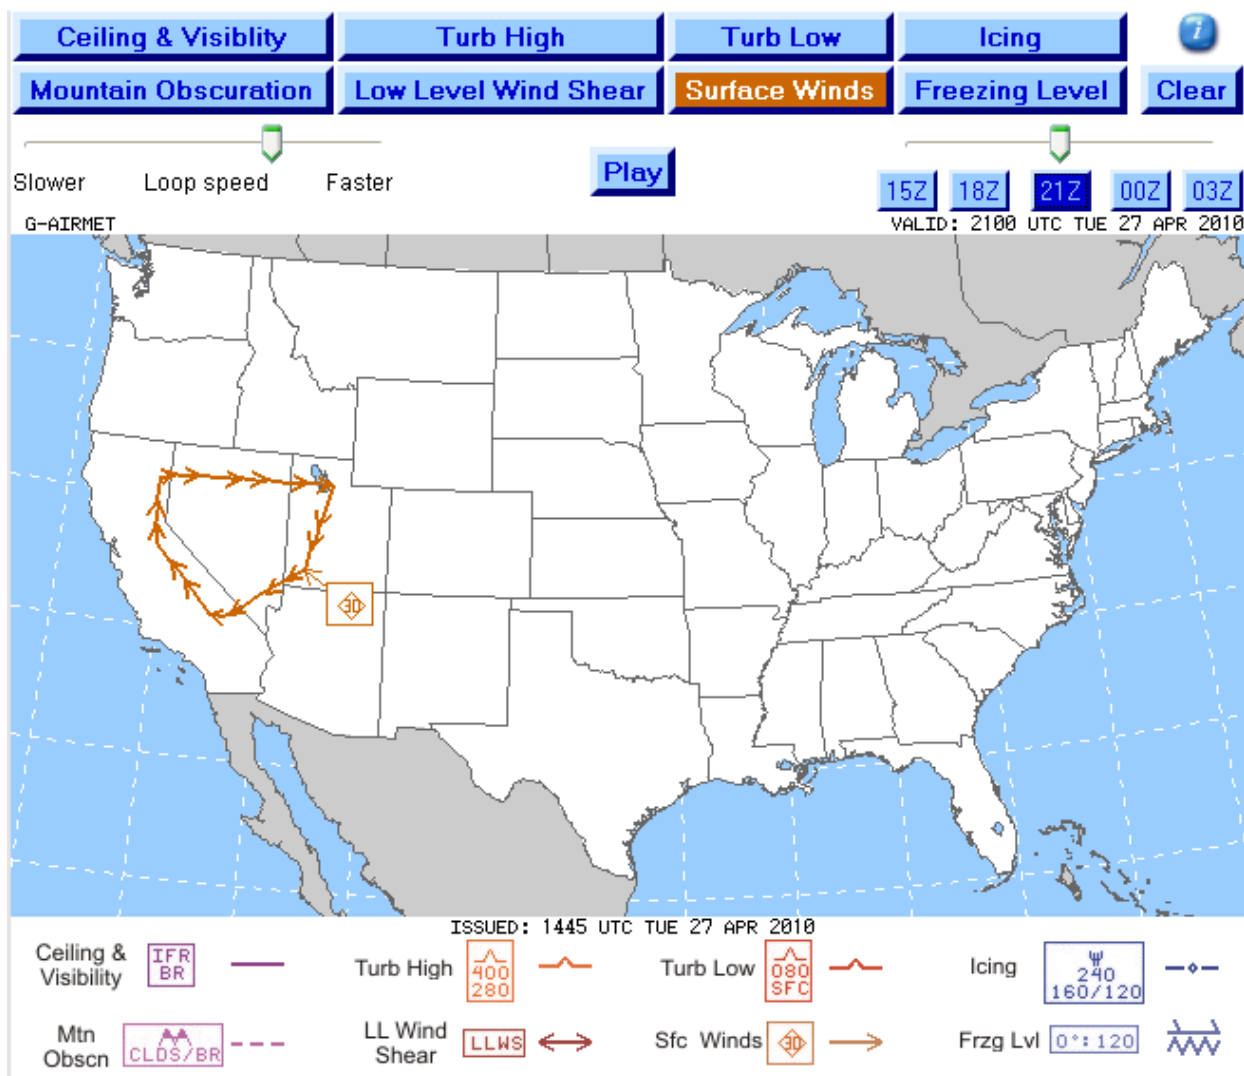 Ceiling & Visiblity Turb High Turb Low Icing i
Mountain Obscuration Low Level Wind Shear Surface Winds Freezing Level Clear
Slower Loop speed Faster Play 15Z 18Z 21Z 00Z 03Z
G-AIRMET VALID: 2100 UTC TUE 27 APR 2010
30
ISSUED: 1445 UTC TUE 27 APR 2010
Ceiling & Visibility IFR BR
Turb High 400 280
Turb Low 080 SFC
Icing 240 160/120
Mtn Obscn CLDS/BR
LL Wind Shear LLWS
Sfc Winds 30
Frzg Lvl 0°:120